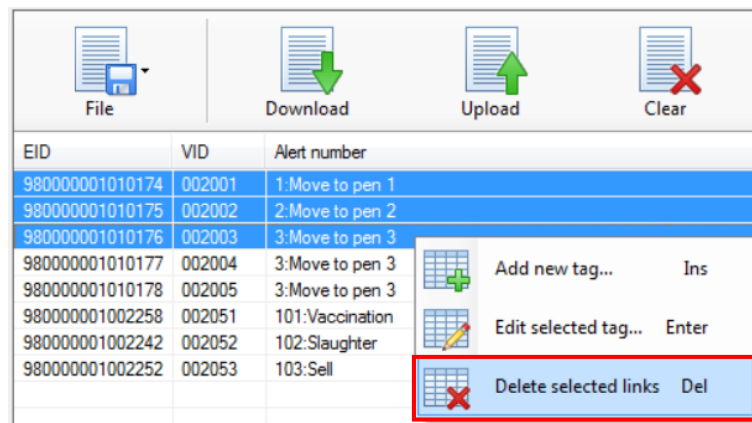 File Download Upload Clear
EID VID Alert number
980000001010174 002001 1:Move to pen 1
980000001010175 002002 2:Move to pen 2
980000001010176 002003 3:Move to pen 3
980000001010177 002004 3:Move to pen 3
980000001010178 002005 3:Move to pen 3
980000001002258 002051 101:Vaccination
980000001002242 002052 102:Slaughter
980000001002252 002053 103:Sell
Add new tag... Ins
Edit selected tag... Enter
Delete selected links Del